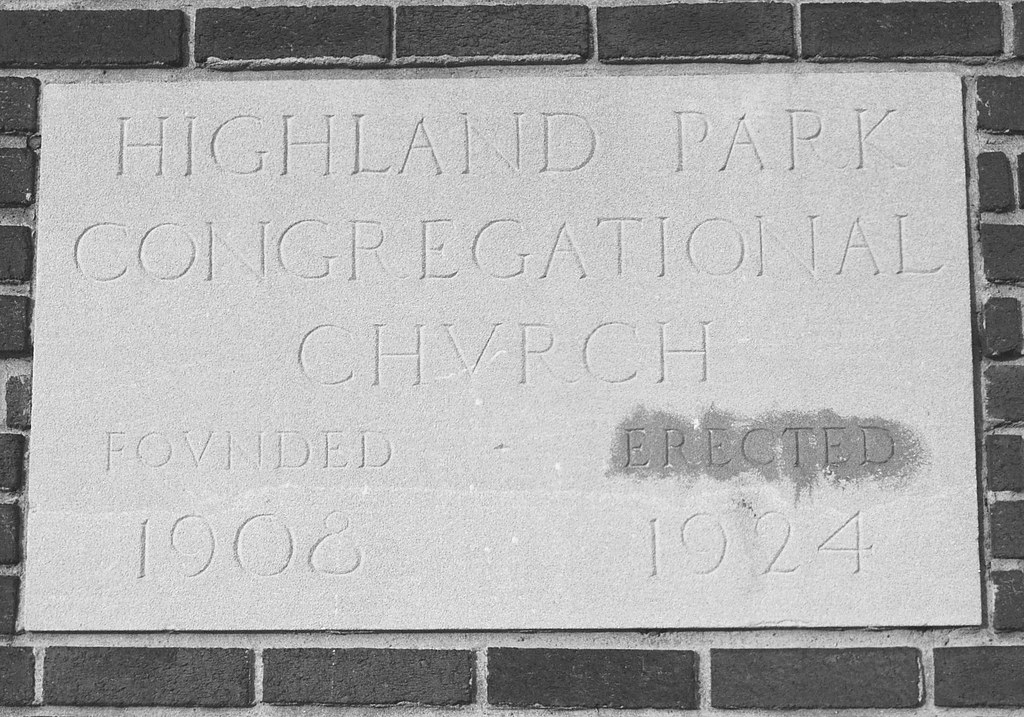 HIGHLAND PARK
CONGREGATIONAL
CHVRCH
FOVNDED - ERECTED
1908 1924